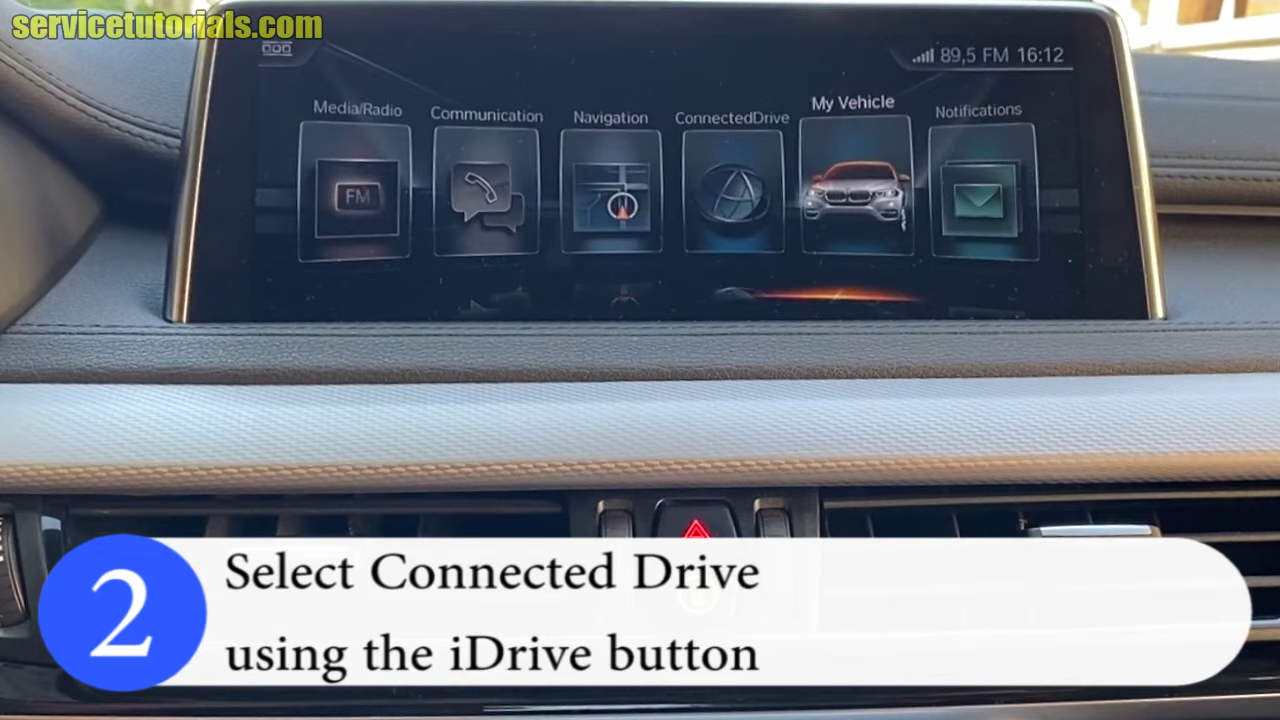 servicetutorials.com
89,5 FM 16:12
Media/Radio
Communication
Navigation
ConnectedDrive
My Vehicle
Notifications
FM
2
Select Connected Drive
using the iDrive button